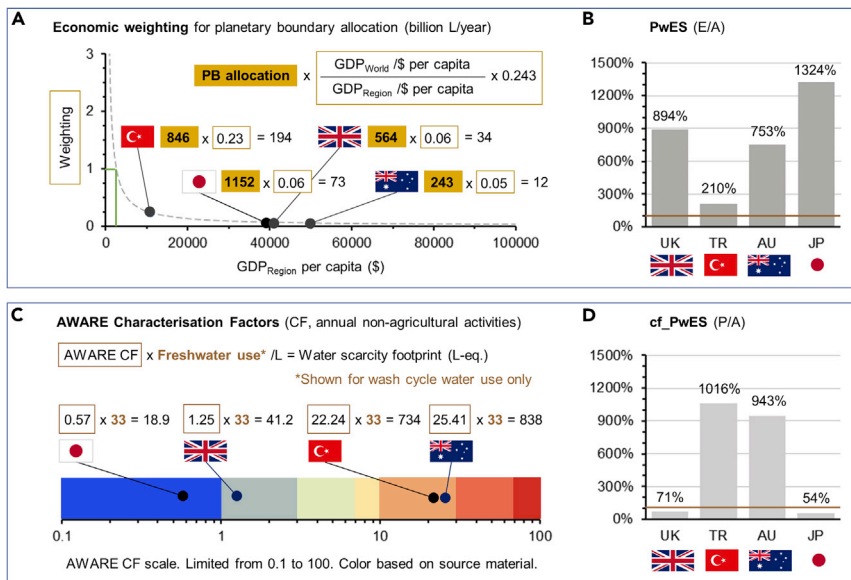 A
Economic weighting for planetary boundary allocation (billion L/year)
3
2
1
0
Weighting
PB allocation x GDPWorld /$ per capita
GDPRegion /$ per capita
x 0.243
846 x 0.23 = 194
564 x 0.06 = 34
1152 x 0.06 = 73
243 x 0.05 = 12
0 20000 40000 60000 80000 100000
GDPRegion per capita ($)
B
PwES (E/A)
1500%
1200%
900%
600%
300%
0%
894%
210%
753%
1324%
UK TR AU JP
C
AWARE Characterisation Factors (CF, annual non-agricultural activities)
AWARE CF x Freshwater use* /L = Water scarcity footprint (L-eq.)
*Shown for wash cycle water use only
0.57 x 33 = 18.9 1.25 x 33 = 41.2 22.24 x 33 = 734 25.41 x 33 = 838
0.1 1 10 100
AWARE CF scale. Limited from 0.1 to 100. Color based on source material.
D
cf_PwES (P/A)
1500%
1200%
900%
600%
300%
0%
71%
1016%
943%
54%
UK TR AU JP